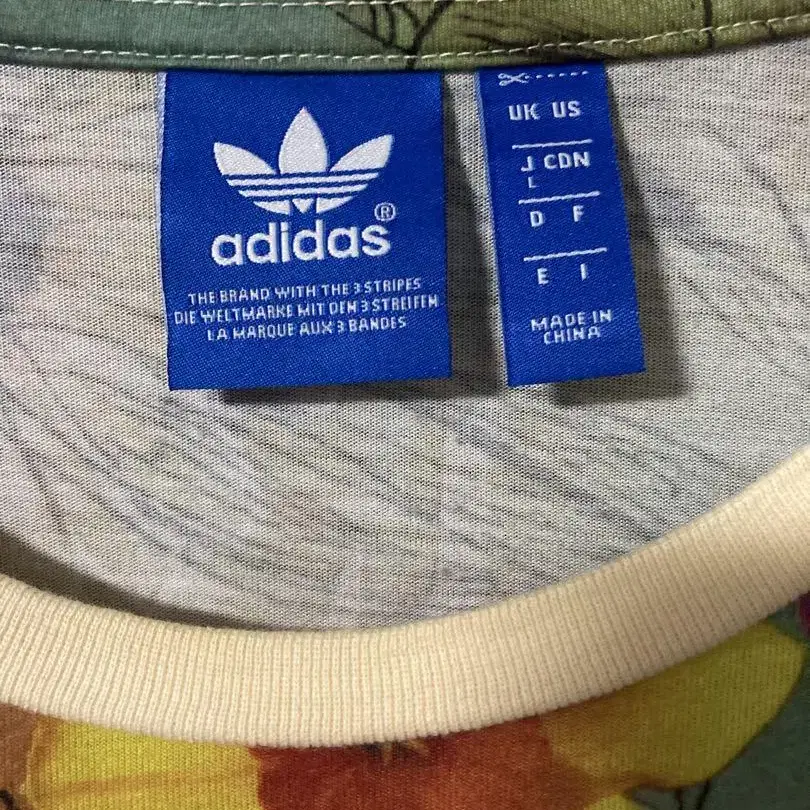 adidas®
THE BRAND WITH THE 3 STRIPES
DIE WELTMARKE MIT DEN 3 STREIFEN
LA MARQUE AUX 3 BANDES
UK US
J CDN
L
D F
E I
MADE IN
CHINA